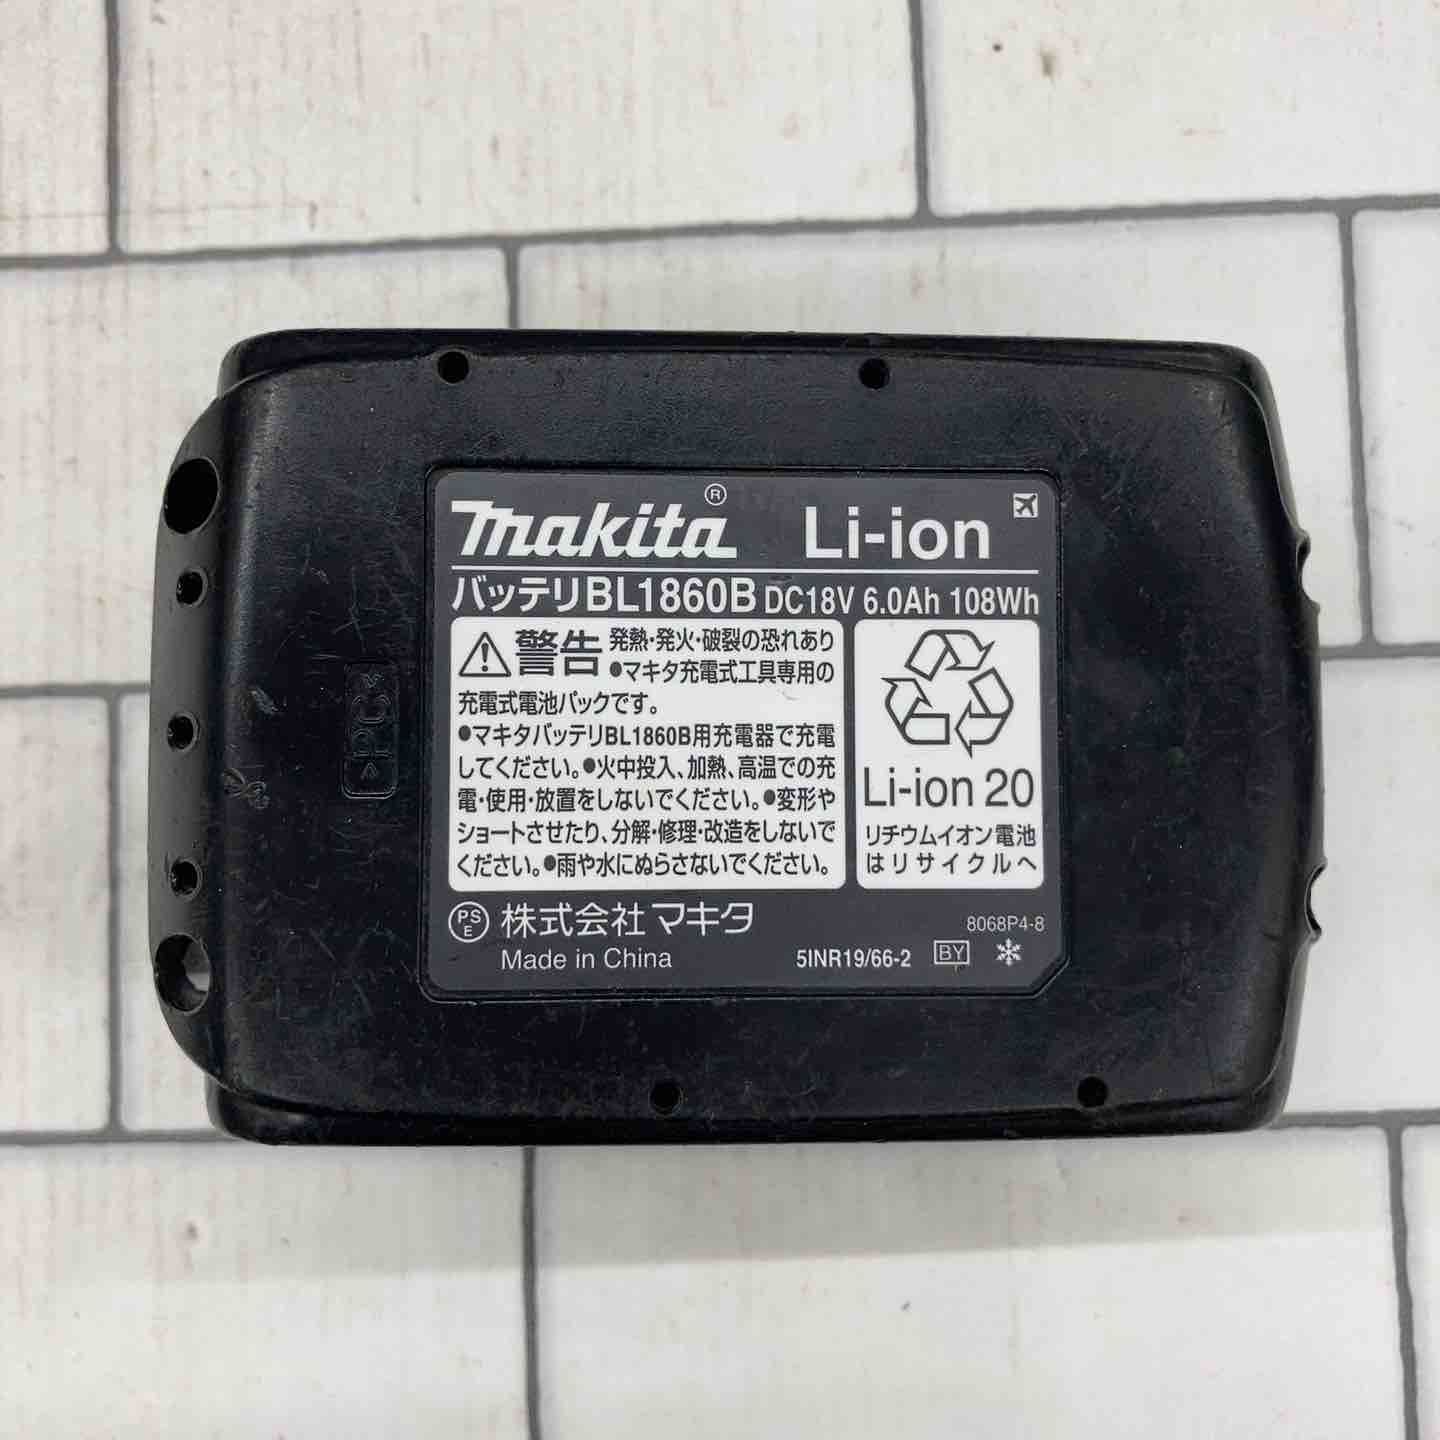 makita® Li-ion
バッテリBL1860B DC18V 6.0Ah 108Wh
警告 発熱・発火・破裂の恐れあり
●マキタ充電式工具専用の
充電式電池パックです。
●マキタバッテリBL1860B用充電器で充電
してください。●火中投入、加熱、高温での充
電・使用・放置をしないでください。●変形や
ショートさせたり、分解・修理・改造をしないで
ください。●雨や水にぬらさないでください。
Li-ion 20
リチウムイオン電池
はリサイクルへ
PSE 株式会社マキタ
Made in China
8068P4-8
5INR19/66-2 BY
>PC<